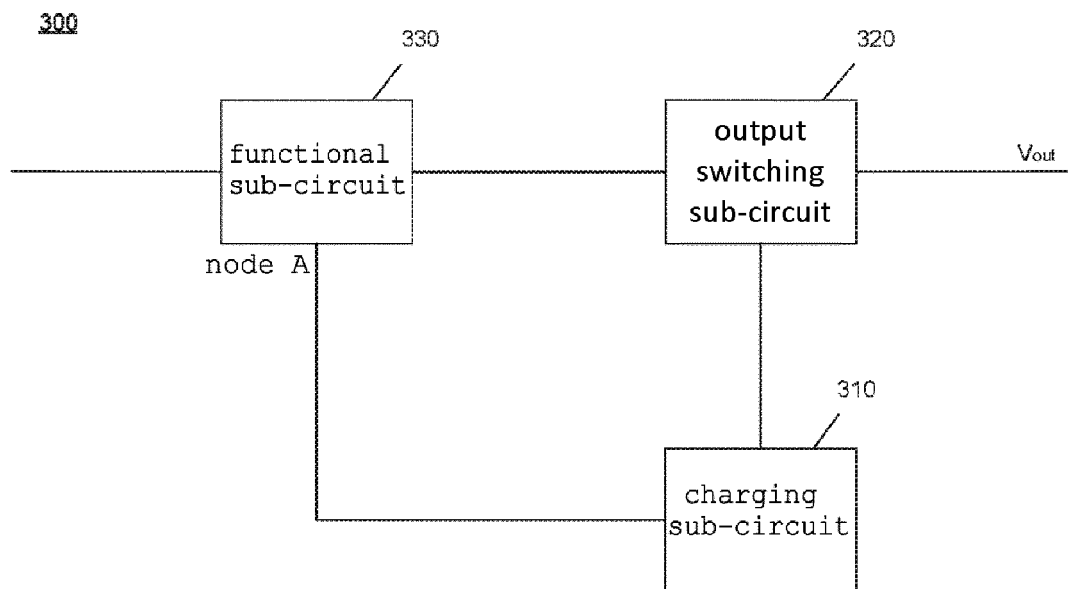 300
330
320
functional
sub-circuit
output
switching
sub-circuit
Vout
node A
310
charging
sub-circuit